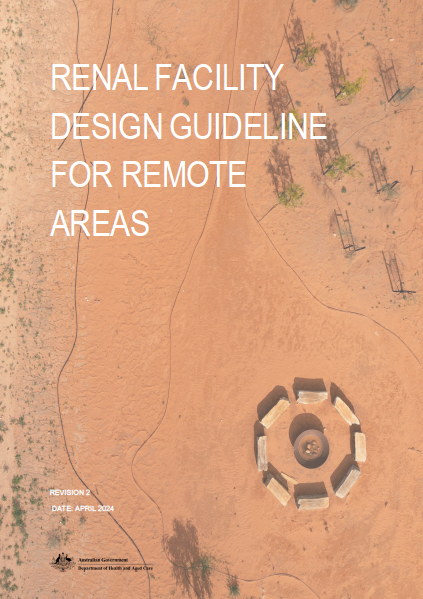 RENAL FACILITY
DESIGN GUIDELINE
FOR REMOTE
AREAS
REVISION 2
DATE: APRIL 2024
Australian Government
Department of Health and Aged Care